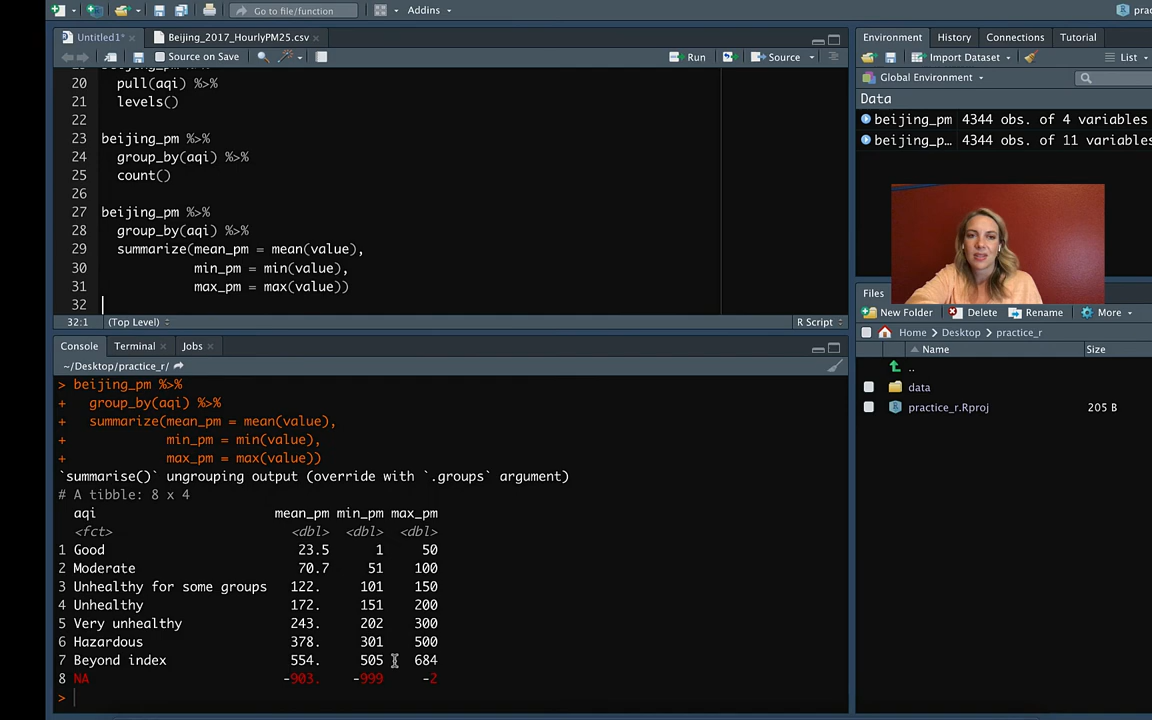 Go to file/function
Addins
Untitled1*
Beijing_2017_HourlyPM25.csv
Source on Save
Run
Source
20 pull(aqi) %>%
21 levels()
22
23 beijing_pm %>%
24 group_by(aqi) %>%
25 count()
26
27 beijing_pm %>%
28 group_by(aqi) %>%
29 summarize(mean_pm = mean(value),
30 min_pm = min(value),
31 max_pm = max(value))
32
32:1 (Top Level)
R Script
Console
Terminal
Jobs
~/Desktop/practice_r/
> beijing_pm %>%
+ group_by(aqi) %>%
+ summarize(mean_pm = mean(value),
+ min_pm = min(value),
+ max_pm = max(value))
`summarise()` ungrouping output (override with `.groups` argument)
# A tibble: 8 x 4
aqi mean_pm min_pm max_pm
<fct> <dbl> <dbl> <dbl>
1 Good 23.5 1 50
2 Moderate 70.7 51 100
3 Unhealthy for some groups 122. 101 150
4 Unhealthy 172. 151 200
5 Very unhealthy 243. 202 300
6 Hazardous 378. 301 500
7 Beyond index 554. 505 684
8 NA -903. -999 -2
>
Environment
History
Connections
Tutorial
Import Dataset
List
Global Environment
Data
beijing_pm 4344 obs. of 4 variables
beijing_p… 4344 obs. of 11 variables
Files
New Folder
Delete
Rename
More
Home
Desktop
practice_r
Name
Size
..
data
practice_r.Rproj
205 B